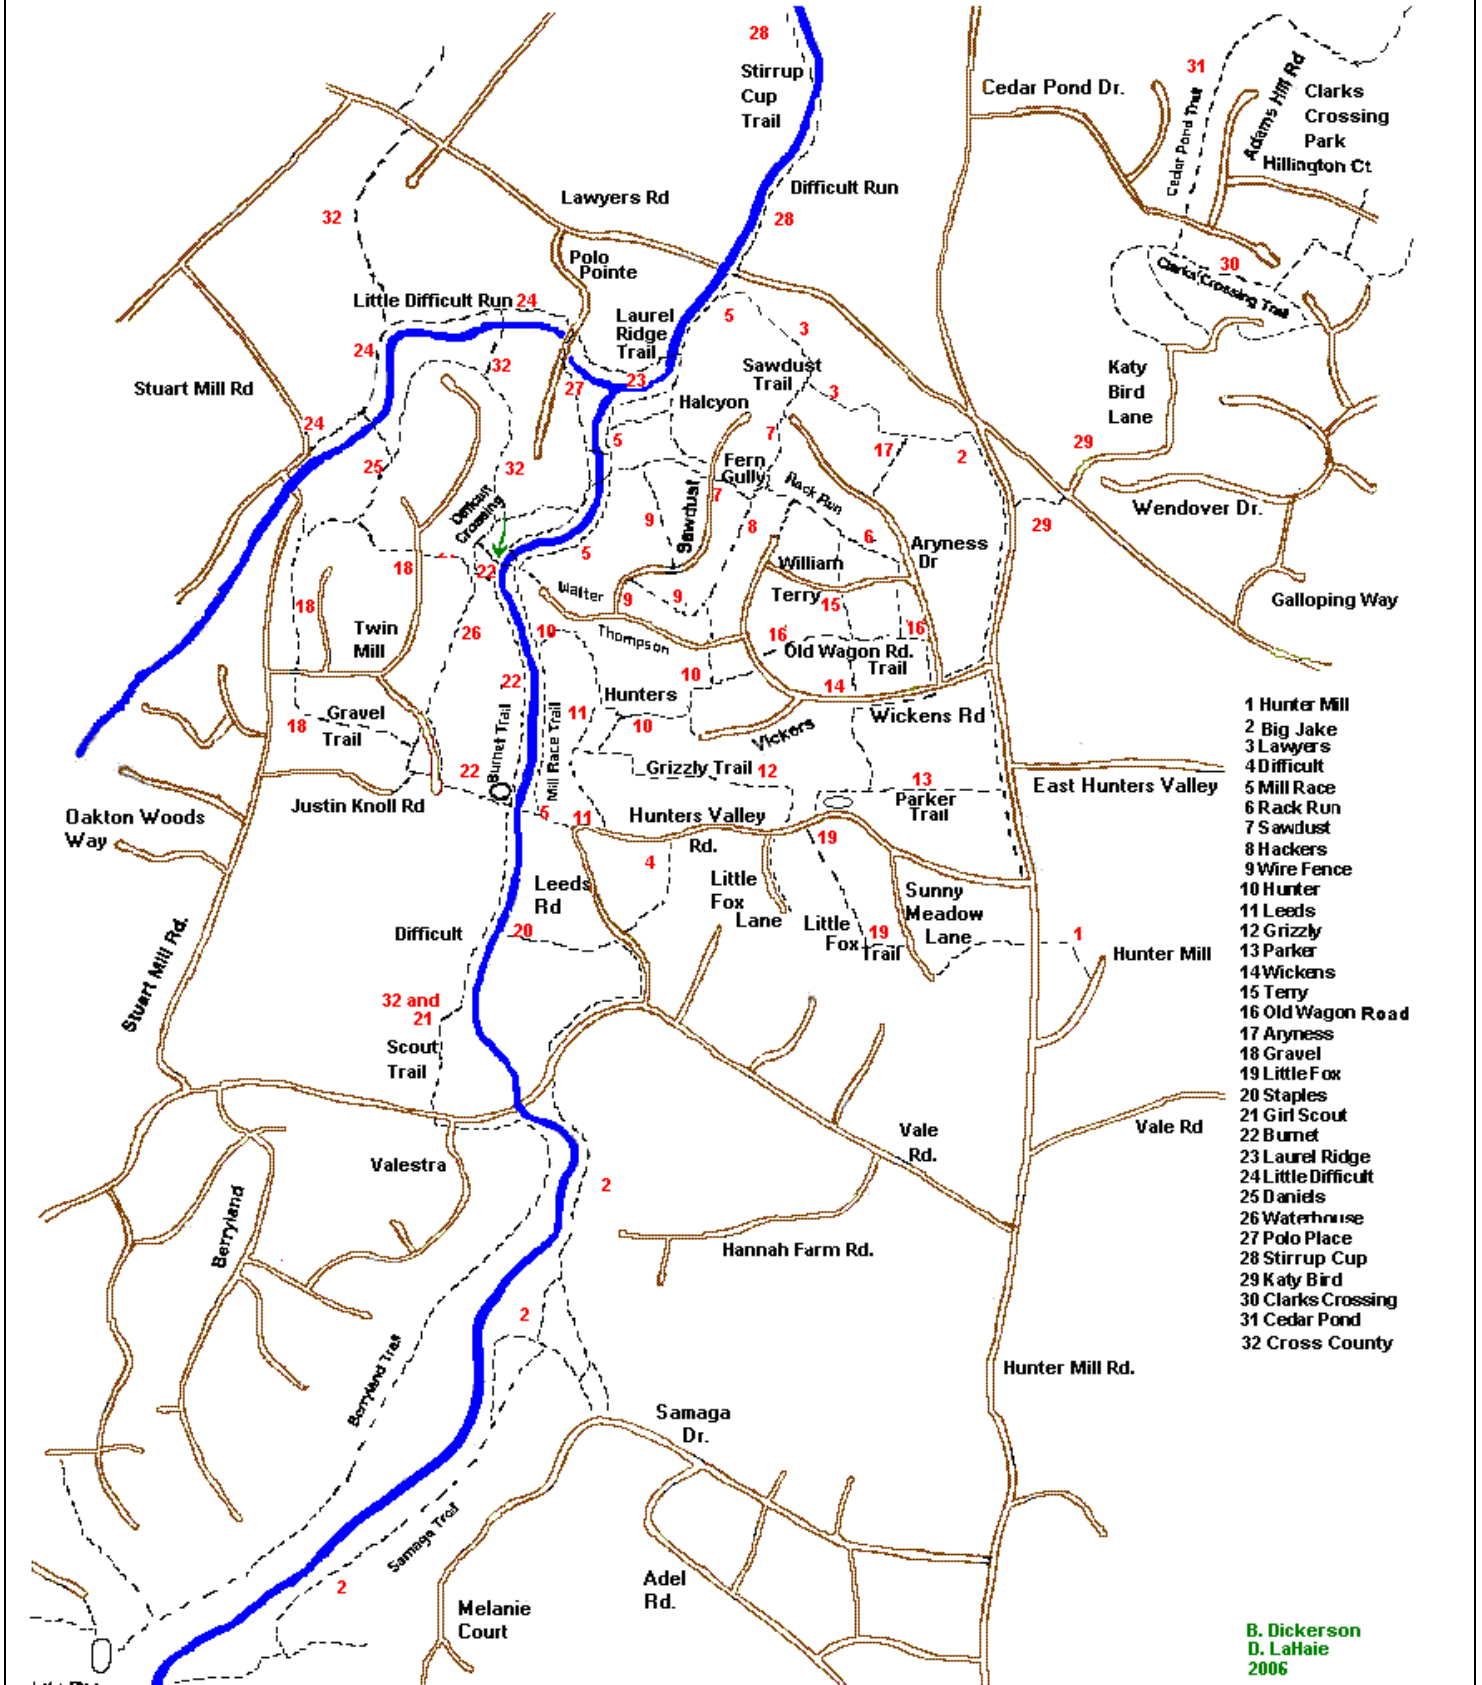 28
Stirrup
Cup
Trail
Cedar Pond Dr.
31
Cedar Pond Trail
Adams Hill Rd
Clarks
Crossing
Park
Hillington Ct
Lawyers Rd
Difficult Run
28
32
Polo
Pointe
30
Clarks Crossing Trail
Little Difficult Run 24
Laurel
Ridge
Trail
5
3
24
32
27
23
Sawdust
Trail
3
Katy
Bird
Lane
Stuart Mill Rd
Halcyon
24
5
7
17
2
29
25
32
Fern
Gully
Rack Run
7
Difficult
Crossing
Sawdust
9
8
6
29
Wendover Dr.
5
18
22
William
Aryness
Dr
Walter
9
9
Terry
15
Galloping Way
18
Twin
Mill
26
10
Thompson
16
16
Old Wagon Rd.
Trail
10
22
Hunters
14
18
Gravel
Trail
Burnet Trail
Mill Race Trail
11
10
Vickers
Wickens Rd
22
Grizzly Trail 12
13
East Hunters Valley
Justin Knoll Rd
5
11
Hunters Valley
Rd.
Parker
Trail
Oakton Woods
Way
19
4
Leeds
Rd
Little
Fox
Lane
Sunny
Meadow
Lane
Little
Fox
Trail
19
Difficult
20
1
Hunter Mill
Stuart Mill Rd.
32 and
21
Scout
Trail
Vale
Rd.
Vale Rd
Valestra
2
Berryland
Hannah Farm Rd.
2
Berryland Trail
Hunter Mill Rd.
Samaga
Dr.
Samaga Trail
2
Adel
Rd.
Melanie
Court
1 Hunter Mill
2 Big Jake
3 Lawyers
4 Difficult
5 Mill Race
6 Rack Run
7 Sawdust
8 Hackers
9 Wire Fence
10 Hunter
11 Leeds
12 Grizzly
13 Parker
14 Wickens
15 Terry
16 Old Wagon Road
17 Aryness
18 Gravel
19 Little Fox
20 Staples
21 Girl Scout
22 Burnet
23 Laurel Ridge
24 Little Difficult
25 Daniels
26 Waterhouse
27 Polo Place
28 Stirrup Cup
29 Katy Bird
30 Clarks Crossing
31 Cedar Pond
32 Cross County
B. Dickerson
D. LaHaie
2006